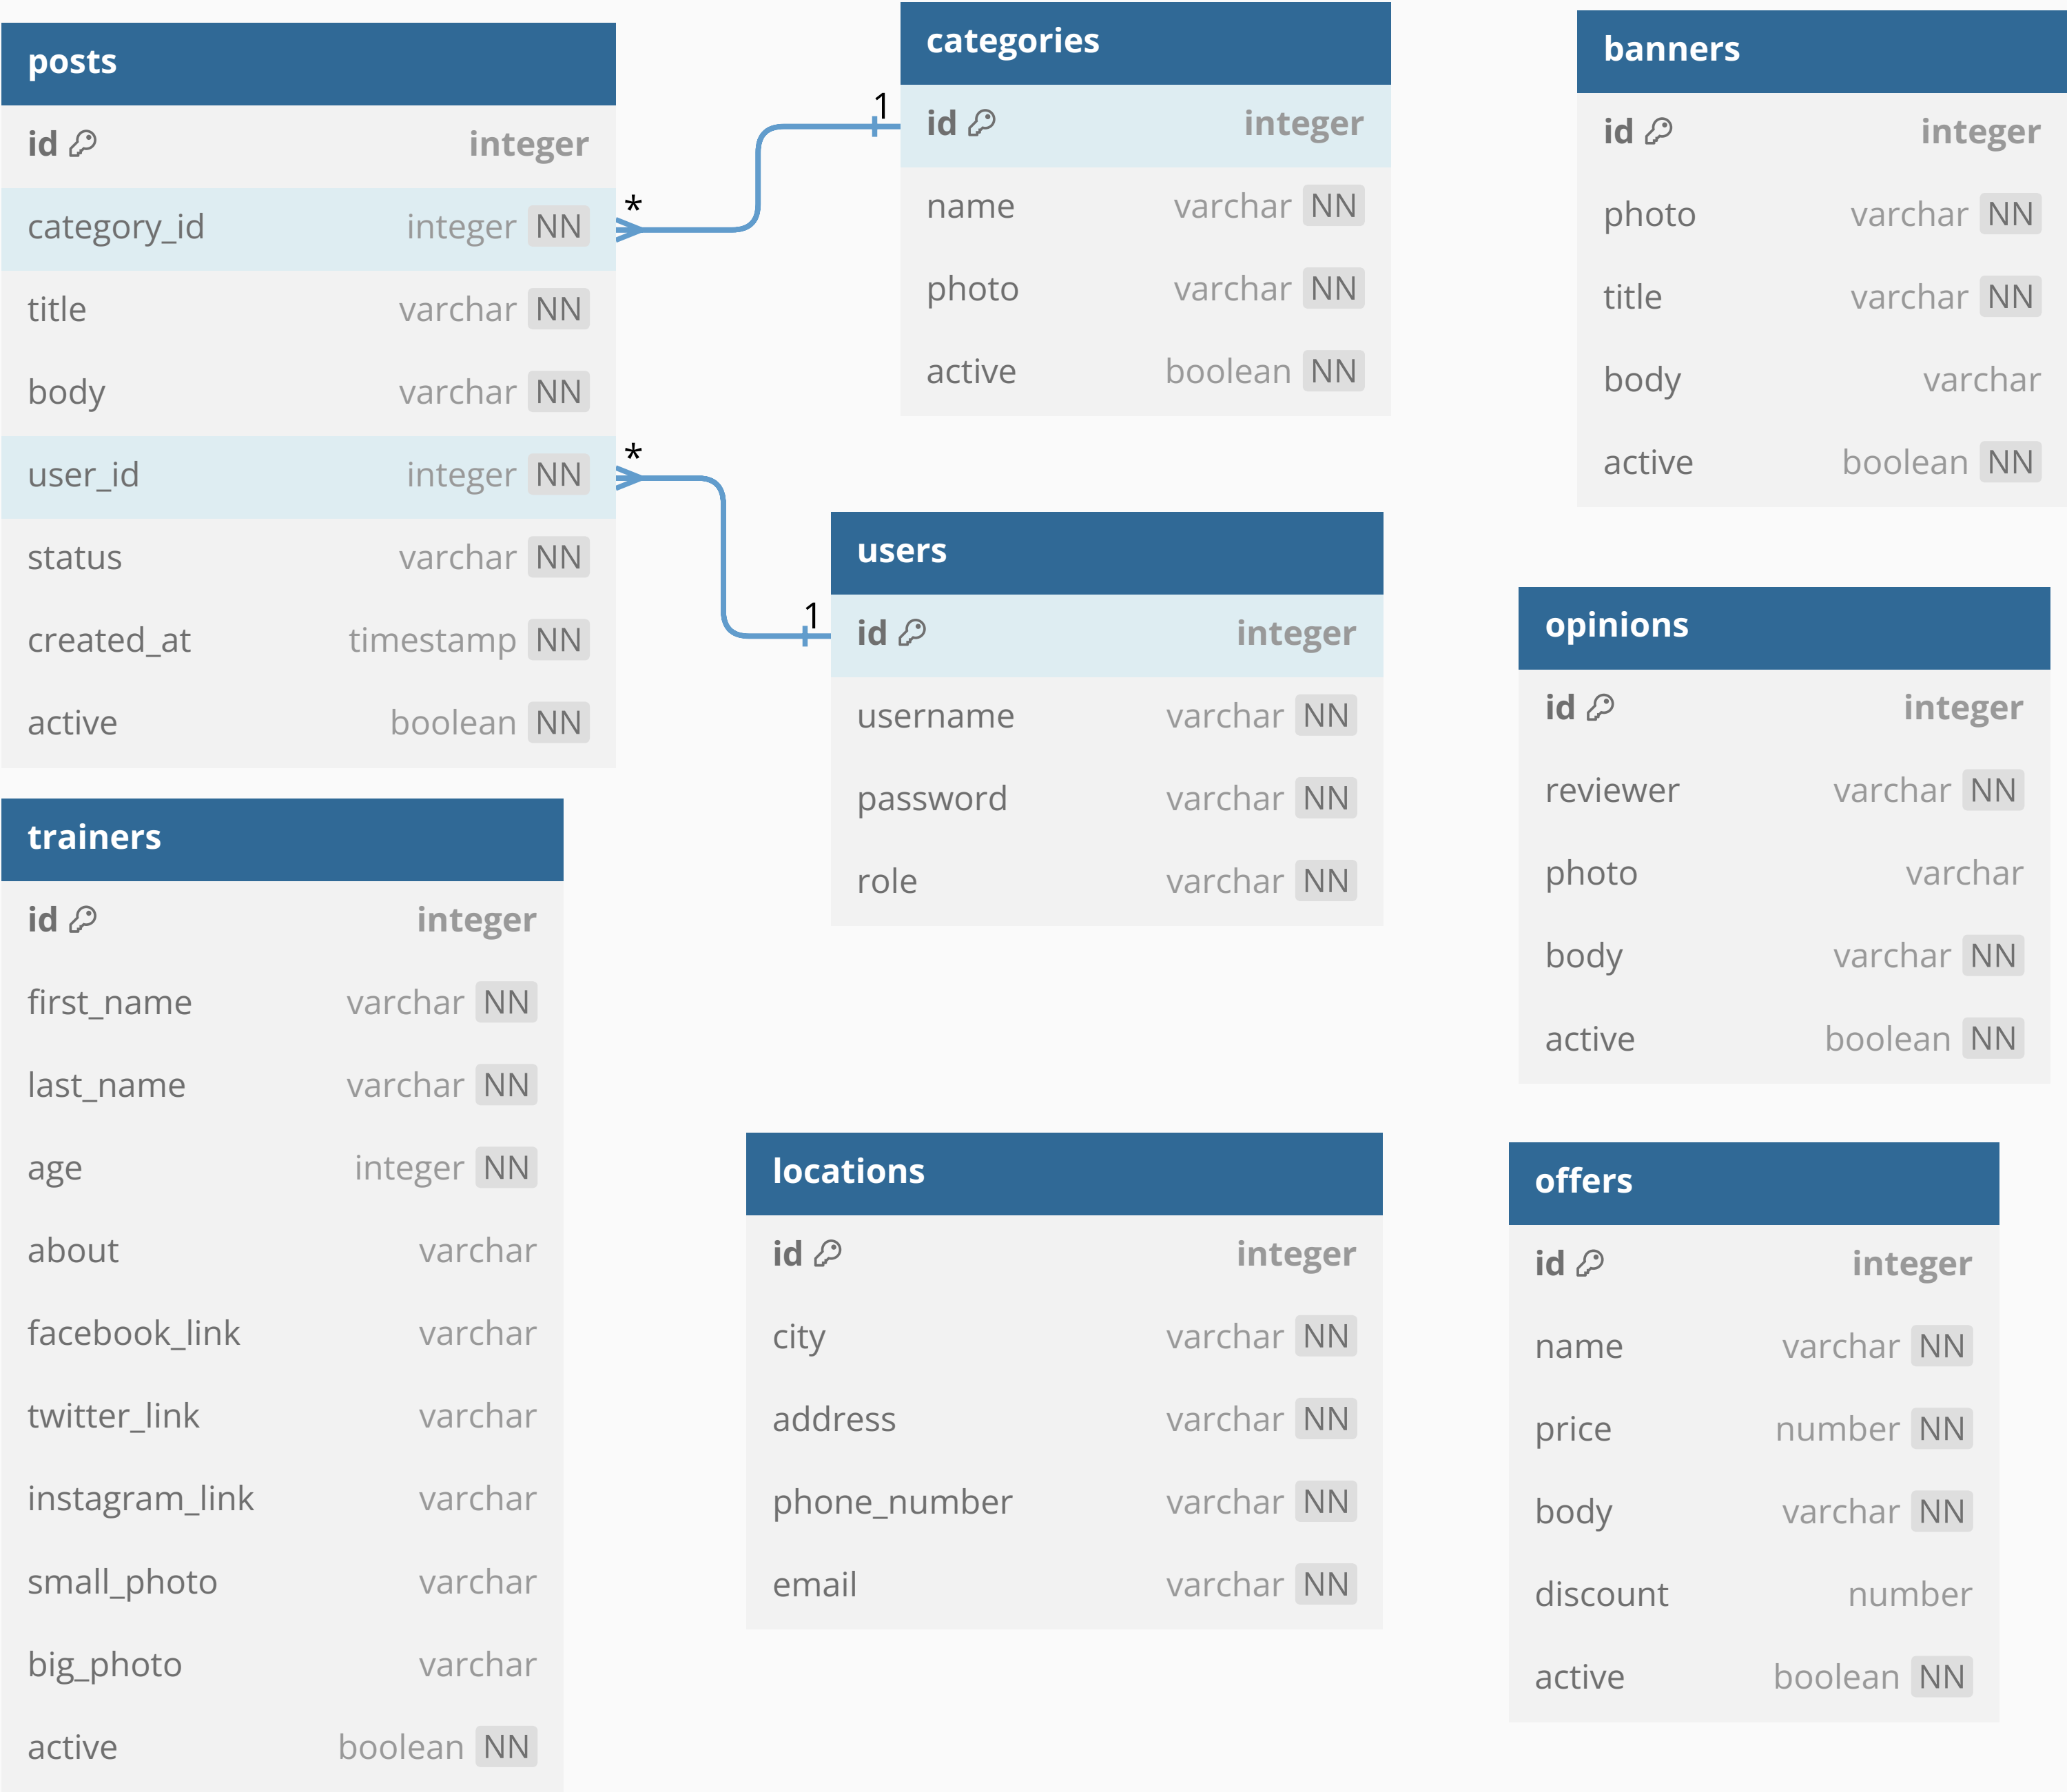 posts
id integer
category_id integer NN
title varchar NN
body varchar NN
user_id integer NN
status varchar NN
created_at timestamp NN
active boolean NN
* 1
* 1
categories
id integer
name varchar NN
photo varchar NN
active boolean NN
banners
id integer
photo varchar NN
title varchar NN
body varchar
active boolean NN
users
id integer
username varchar NN
password varchar NN
role varchar NN
opinions
id integer
reviewer varchar NN
photo varchar
body varchar NN
active boolean NN
trainers
id integer
first_name varchar NN
last_name varchar NN
age integer NN
about varchar
facebook_link varchar
twitter_link varchar
instagram_link varchar
small_photo varchar
big_photo varchar
active boolean NN
locations
id integer
city varchar NN
address varchar NN
phone_number varchar NN
email varchar NN
offers
id integer
name varchar NN
price number NN
body varchar NN
discount number
active boolean NN